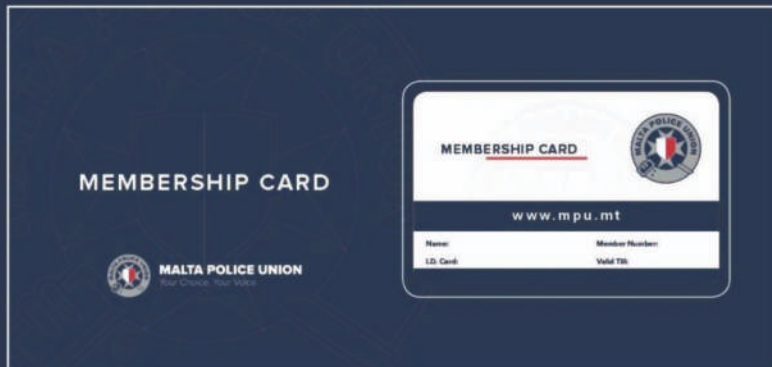 MEMBERSHIP CARD
MALTA POLICE UNION
Your Choice. Your Voice.
MEMBERSHIP CARD
MALTA POLICE UNION
www.mpu.mt
Name:
Member Number:
I.D. Card:
Valid Till: